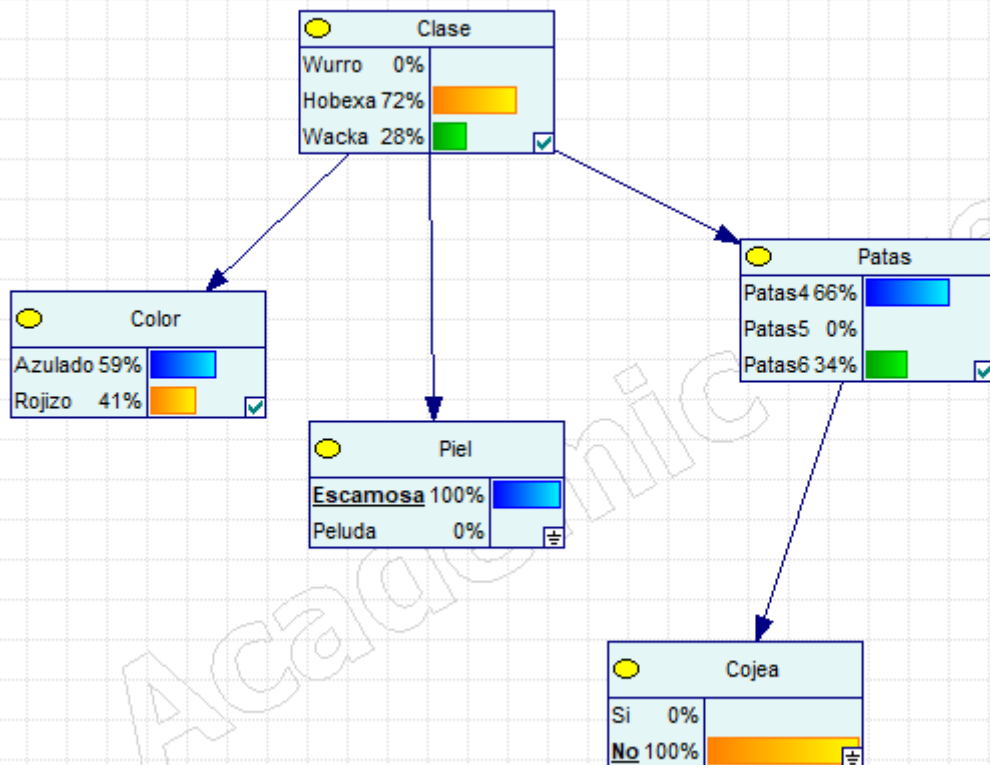 Clase
Wurro 0%
Hobexa 72%
Wacka 28%
Patas
Patas4 66%
Patas5 0%
Patas6 34%
Color
Azulado 59%
Rojizo 41%
Piel
Escamosa 100%
Peluda 0%
Academic
Cojea
Si 0%
No 100%